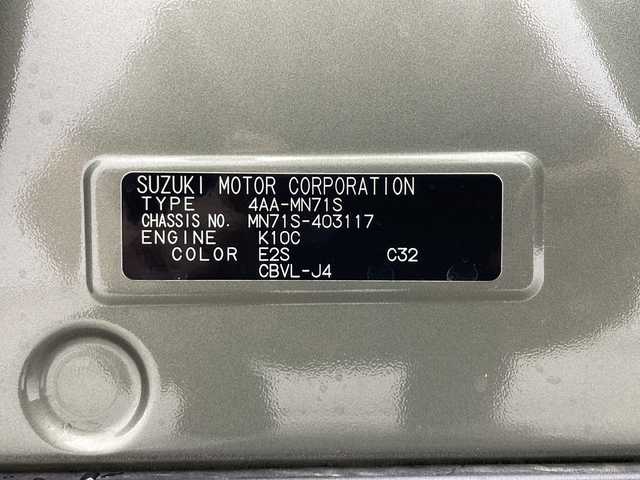 SUZUKI MOTOR CORPORATION
TYPE 4AA-MN71S
CHASSIS NO. MN71S-403117
ENGINE K10C
COLOR E2S C32
CBVL-J4